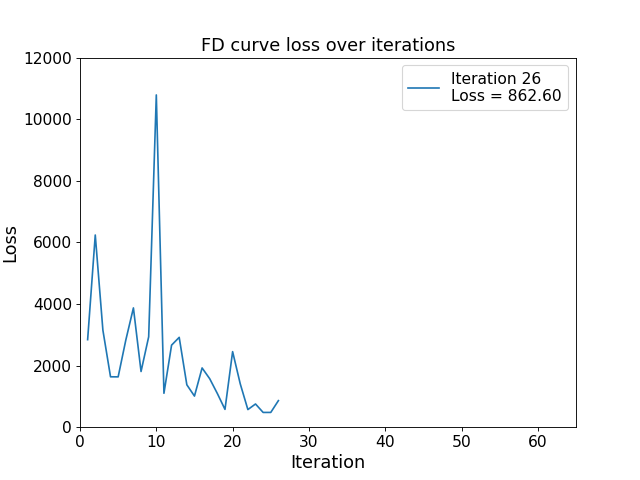 FD curve loss over iterations
Iteration 26
Loss = 862.60
Loss
12000
10000
8000
6000
4000
2000
0
0 10 20 30 40 50 60
Iteration